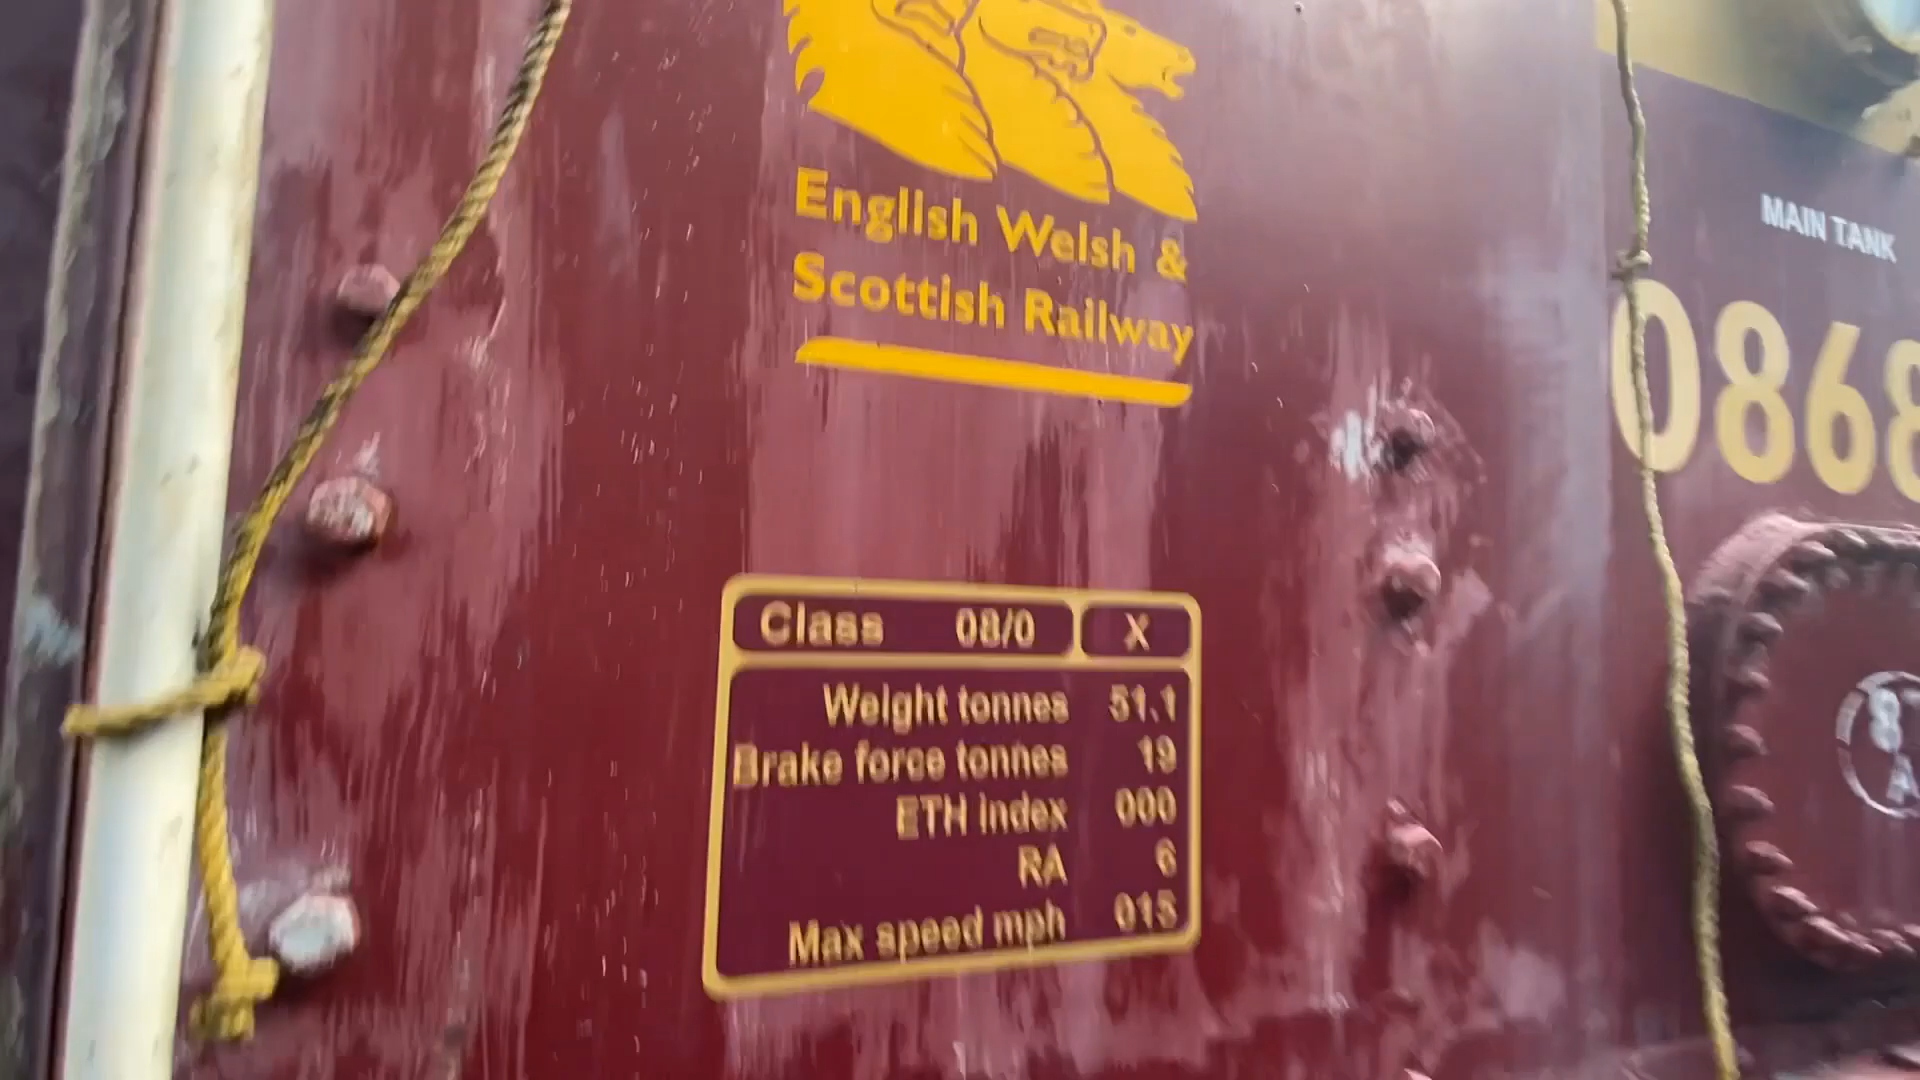 English Welsh &
Scottish Railway
MAIN TANK
0868
Class 08/0 X
Weight tonnes 51.1
Brake force tonnes 19
ETH index 000
RA 6
Max speed mph 015
8
A